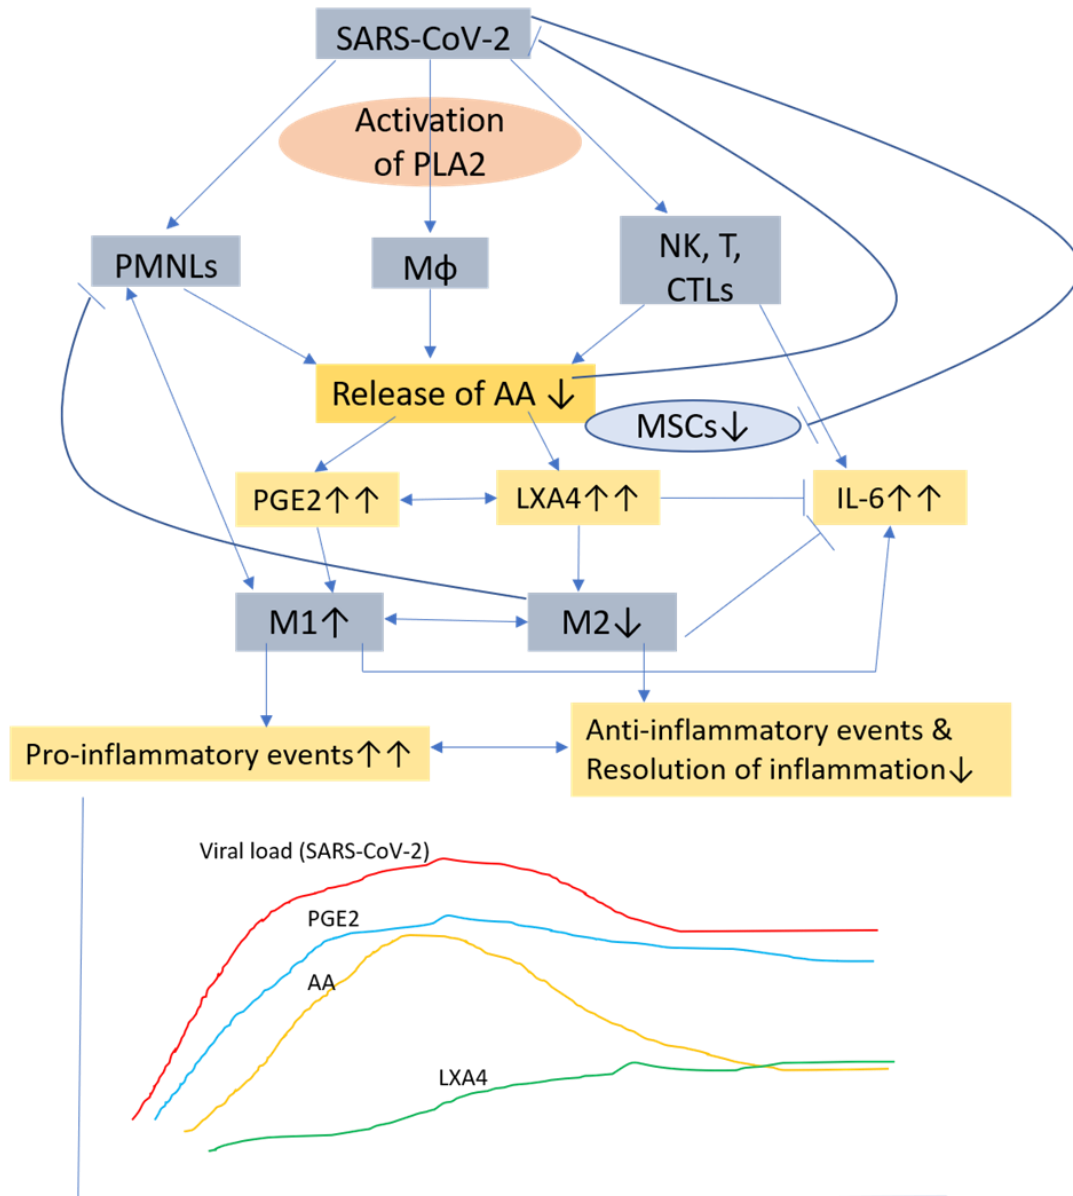 SARS-CoV-2
Activation
of PLA2
PMNLs
Mϕ
NK, T,
CTLs
Release of AA ↓
MSCs↓
PGE2↑↑
LXA4↑↑
IL-6↑↑
M1↑
M2↓
Pro-inflammatory events↑↑
Anti-inflammatory events &
Resolution of inflammation↓
Viral load (SARS-CoV-2)
PGE2
AA
LXA4